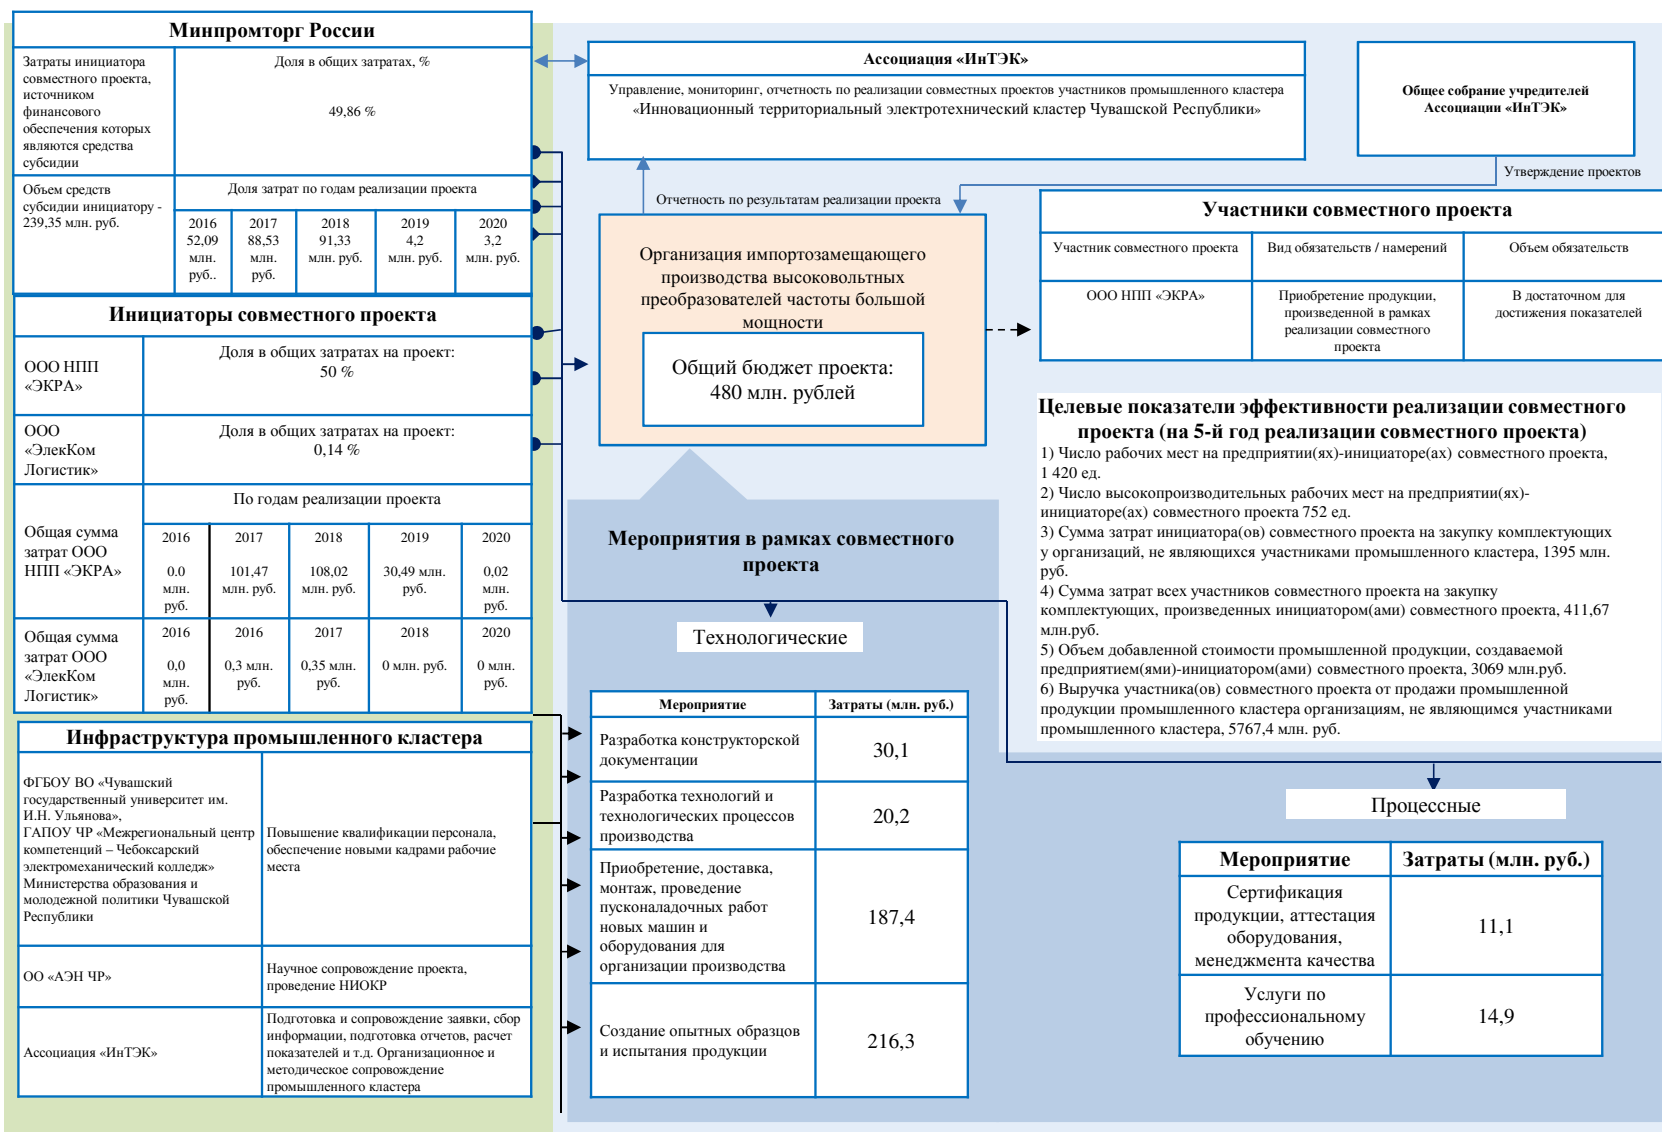 Минпромторг России
Затраты инициатора
совместного проекта,
источником
финансового
обеспечения которых
являются средства
субсидии
Доля в общих затратах, %
49,86 %
Объем средств
субсидии инициатору -
239,35 млн. руб.
Доля затрат по годам реализации проекта
2016
52,09
млн.
руб..
2017
88,53
млн.
руб.
2018
91,33
млн. руб.
2019
4,2
млн. руб.
2020
3,2
млн. руб.
Инициаторы совместного проекта
ООО НПП
«ЭКРА»
Доля в общих затратах на проект:
50 %
ООО
«ЭлекКом
Логистик»
Доля в общих затратах на проект:
0,14 %
Общая сумма
затрат ООО
НПП «ЭКРА»
По годам реализации проекта
2016
0.0
млн.
руб.
2017
101,47
млн. руб.
2018
108,02
млн. руб.
2019
30,49 млн.
руб.
2020
0,02
млн.
руб.
Общая сумма
затрат ООО
«ЭлекКом
Логистик»
2016
0,0
млн.
руб.
2016
0,3 млн.
руб.
2017
0,35 млн.
руб.
2018
0 млн. руб.
2020
0 млн.
руб.
Инфраструктура промышленного кластера
ФГБОУ ВО «Чувашский
государственный университет им.
И.Н. Ульянова»,
ГАПОУ ЧР «Межрегиональный центр
компетенций – Чебоксарский
электромеханический колледж»
Министерства образования и
молодежной политики Чувашской
Республики
Повышение квалификации персонала,
обеспечение новыми кадрами рабочие
места
ОО «АЭН ЧР»
Научное сопровождение проекта,
проведение НИОКР
Ассоциация «ИнТЭК»
Подготовка и сопровождение заявки, сбор
информации, подготовка отчетов, расчет
показателей и т.д. Организационное и
методическое сопровождение
промышленного кластера
Ассоциация «ИнТЭК»
Управление, мониторинг, отчетность по реализации совместных проектов участников промышленного кластера
«Инновационный территориальный электротехнический кластер Чувашской Республики»
Общее собрание учредителей
Ассоциации «ИнТЭК»
Утверждение проектов
Отчетность по результатам реализации проекта
Организация импортозамещающего
производства высоковольтных
преобразователей частоты большой
мощности
Общий бюджет проекта:
480 млн. рублей
Участники совместного проекта
Участник совместного проекта
Вид обязательств / намерений
Объем обязательств
ООО НПП «ЭКРА»
Приобретение продукции,
произведенной в рамках
реализации совместного
проекта
В достаточном для
достижения показателей
Целевые показатели эффективности реализации совместного
проекта (на 5-й год реализации совместного проекта)
1) Число рабочих мест на предприятии(ях)-инициаторе(ах) совместного проекта,
1 420 ед.
2) Число высокопроизводительных рабочих мест на предприятии(ях)-
инициаторе(ах) совместного проекта 752 ед.
3) Сумма затрат инициатора(ов) совместного проекта на закупку комплектующих
у организаций, не являющихся участниками промышленного кластера, 1395 млн.
руб.
4) Сумма затрат всех участников совместного проекта на закупку
комплектующих, произведенных инициатором(ами) совместного проекта, 411,67
млн.руб.
5) Объем добавленной стоимости промышленной продукции, создаваемой
предприятием(ями)-инициатором(ами) совместного проекта, 3069 млн.руб.
6) Выручка участника(ов) совместного проекта от продажи промышленной
продукции промышленного кластера организациям, не являющимся участниками
промышленного кластера, 5767,4 млн. руб.
Мероприятия в рамках совместного
проекта
Технологические
Мероприятие
Затраты (млн. руб.)
Разработка конструкторской
документации
30,1
Разработка технологий и
технологических процессов
производства
20,2
Приобретение, доставка,
монтаж, проведение
пусконаладочных работ
новых машин и
оборудования для
организации производства
187,4
Создание опытных образцов
и испытания продукции
216,3
Процессные
Мероприятие
Затраты (млн. руб.)
Сертификация
продукции, аттестация
оборудования,
менеджмента качества
11,1
Услуги по
профессиональному
обучению
14,9